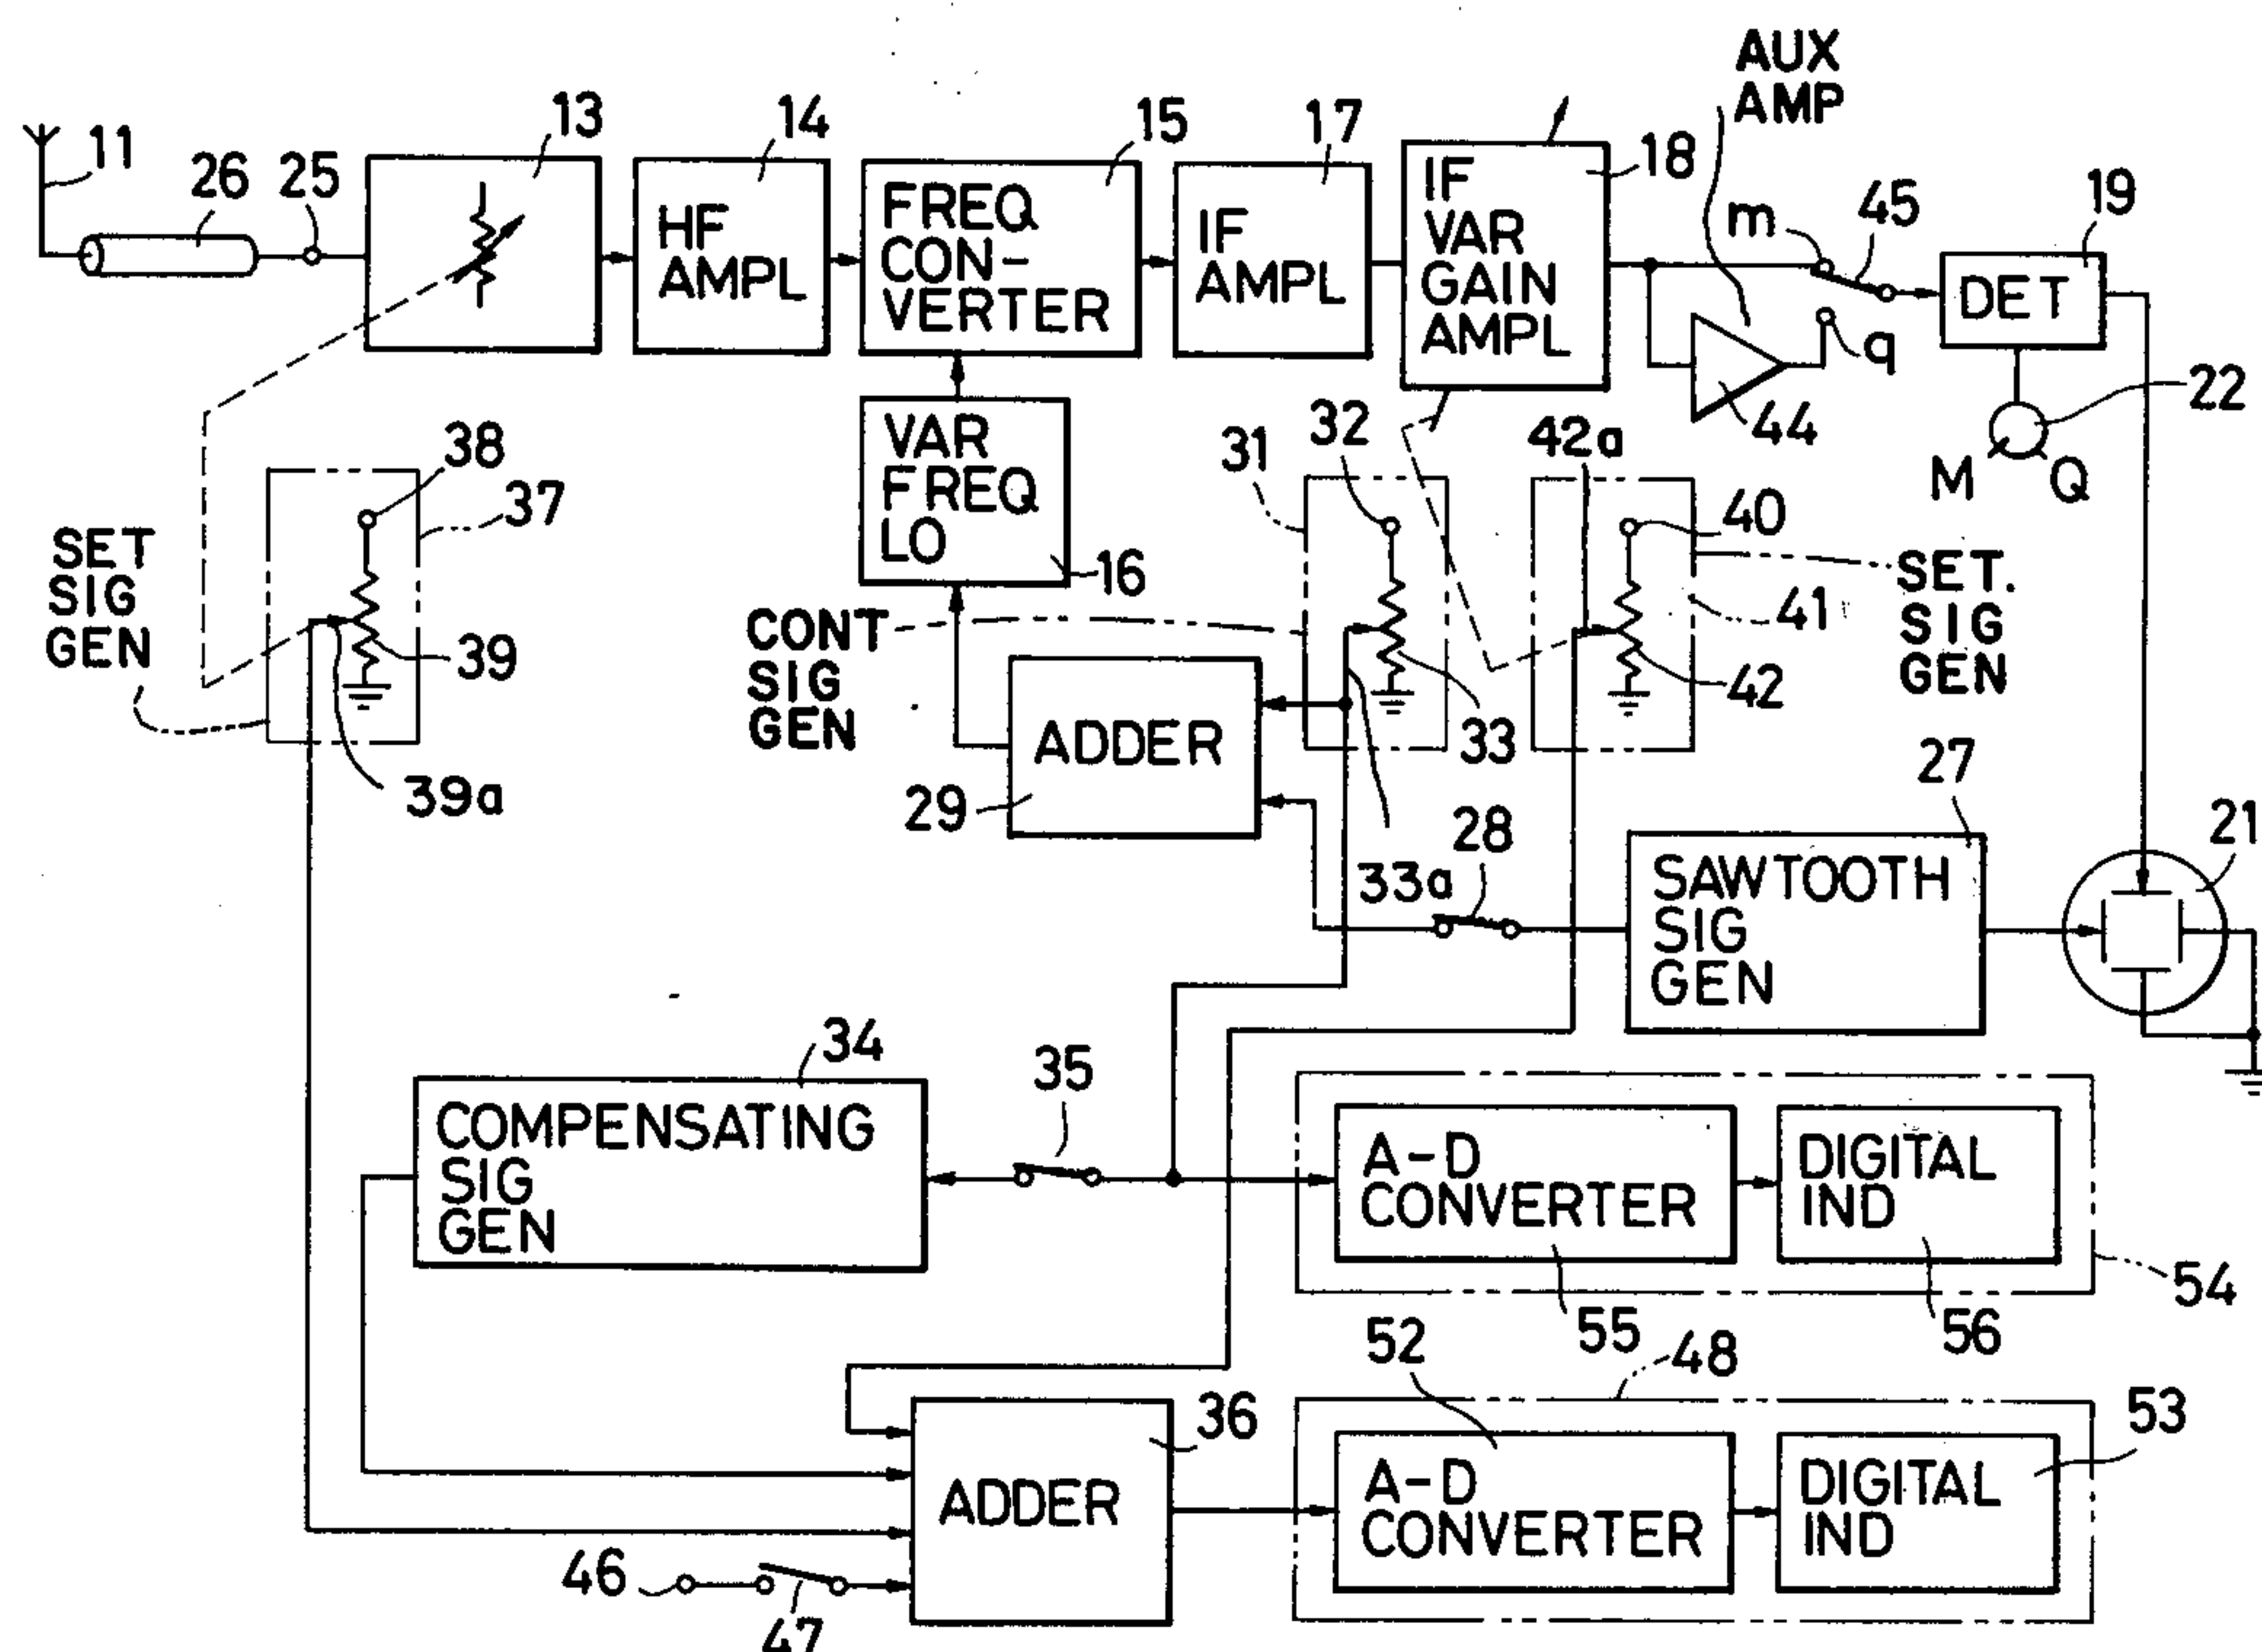 AUX
AMP
11
26
25
13
14
15
17
18
m
45
19
HF
AMPL
FREQ
CON-
VERTER
IF
AMPL
IF
VAR
GAIN
AMPL
DET
q
44
22
M
Q
38
37
VAR
FREQ
LO
16
31
32
42a
40
SET
SIG
GEN
39
39a
CONT
SIG
GEN
33
42
41
SET.
SIG
GEN
ADDER
29
33a
28
27
21
SAWTOOTH
SIG
GEN
34
35
COMPENSATING
SIG
GEN
A-D
CONVERTER
DIGITAL
IND
54
55
56
52
48
36
53
ADDER
A-D
CONVERTER
DIGITAL
IND
46
47